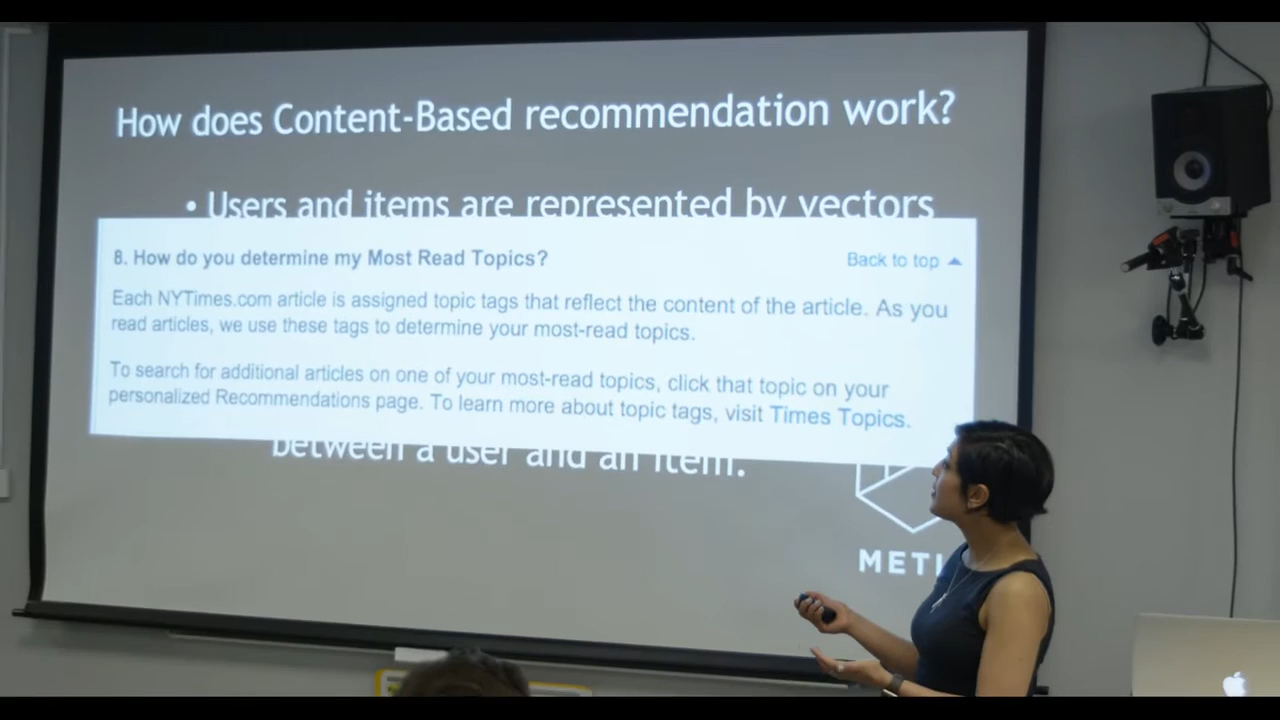 How does Content-Based recommendation work?
• Users and items are represented by vectors
8. How do you determine my Most Read Topics?
Back to top
Each NYTimes.com article is assigned topic tags that reflect the content of the article. As you
read articles, we use these tags to determine your most-read topics.
To search for additional articles on one of your most-read topics, click that topic on your
personalized Recommendations page. To learn more about topic tags, visit Times Topics.
between a user and an item.
METI